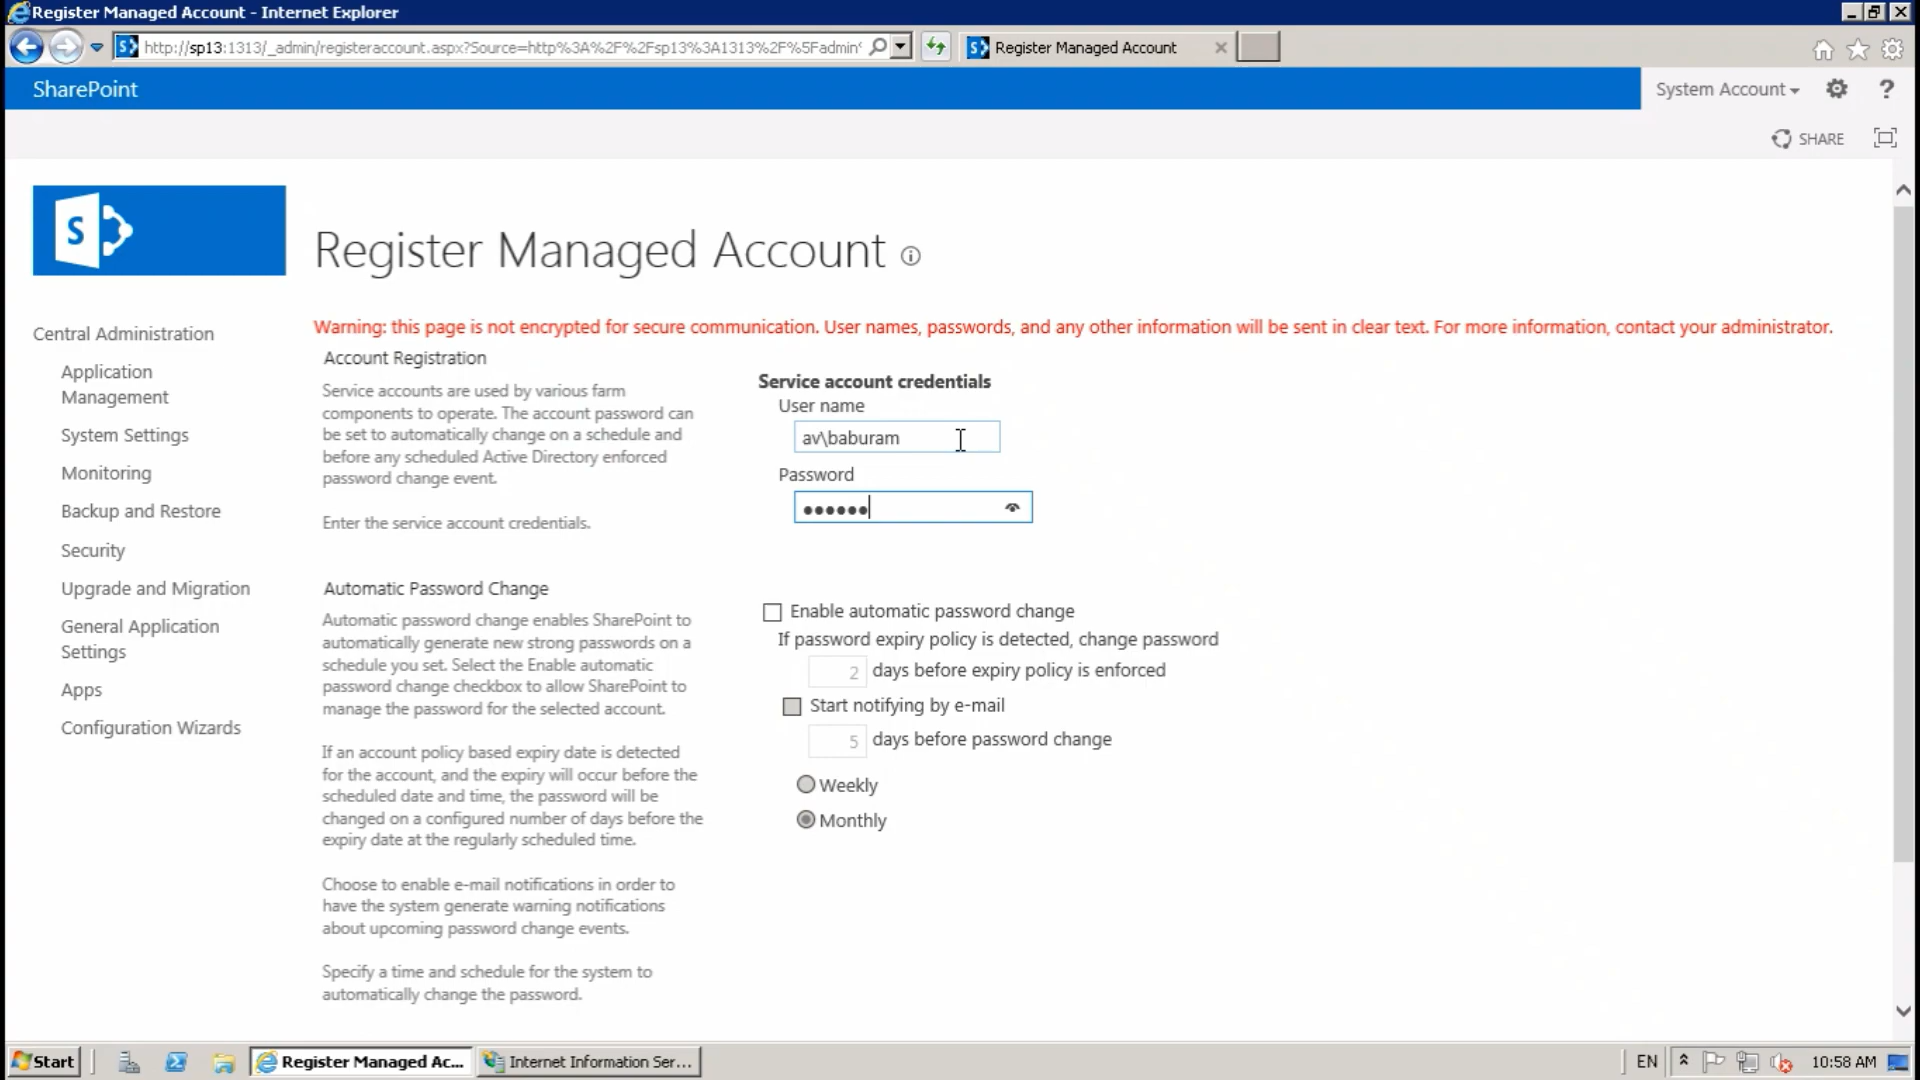 Register Managed Account - Internet Explorer
http://sp13:1313/_admin/registeraccount.aspx?Source=http%3A%2F%2Fsp13%3A1313%2F%5Fadmin%
Register Managed Account
SharePoint
System Account
?
SHARE
S
Register Managed Account
Central Administration
Application
Management
System Settings
Monitoring
Backup and Restore
Security
Upgrade and Migration
General Application
Settings
Apps
Configuration Wizards
Warning: this page is not encrypted for secure communication. User names, passwords, and any other information will be sent in clear text. For more information, contact your administrator.
Account Registration
Service accounts are used by various farm
components to operate. The account password can
be set to automatically change on a schedule and
before any scheduled Active Directory enforced
password change event.
Enter the service account credentials.
Service account credentials
User name
av\baburam
Password
••••••
Automatic Password Change
Automatic password change enables SharePoint to
automatically generate new strong passwords on a
schedule you set. Select the Enable automatic
password change checkbox to allow SharePoint to
manage the password for the selected account.
If an account policy based expiry date is detected
for the account, and the expiry will occur before the
scheduled date and time, the password will be
changed on a configured number of days before the
expiry date at the regularly scheduled time.
Choose to enable e-mail notifications in order to
have the system generate warning notifications
about upcoming password change events.
Specify a time and schedule for the system to
automatically change the password.
Enable automatic password change
If password expiry policy is detected, change password
2 days before expiry policy is enforced
Start notifying by e-mail
5 days before password change
Weekly
Monthly
Start
Register Managed Ac...
Internet Information Ser...
EN
10:58 AM